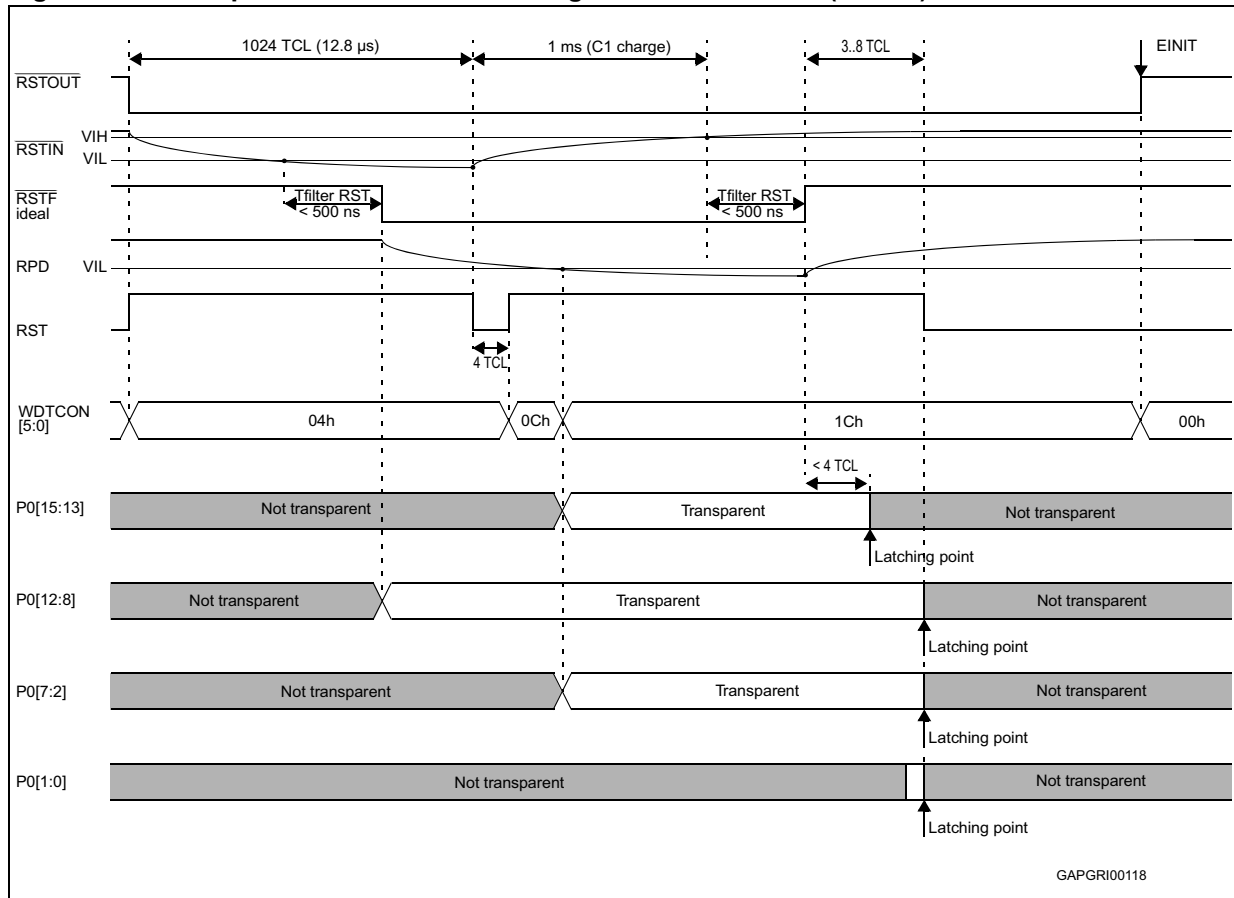 1024 TCL (12.8 µs)
1 ms (C1 charge)
3..8 TCL
EINIT
RSTOUT
RSTIN
VIH
VIL
RSTF
ideal
Tfilter RST
< 500 ns
Tfilter RST
< 500 ns
RPD
VIL
RST
4 TCL
WDTCON
[5:0]
04h
0Ch
1Ch
00h
< 4 TCL
P0[15:13]
Not transparent
Transparent
Not transparent
Latching point
P0[12:8]
Not transparent
Transparent
Not transparent
Latching point
P0[7:2]
Not transparent
Transparent
Not transparent
Latching point
P0[1:0]
Not transparent
Not transparent
Latching point
GAPGRI00118